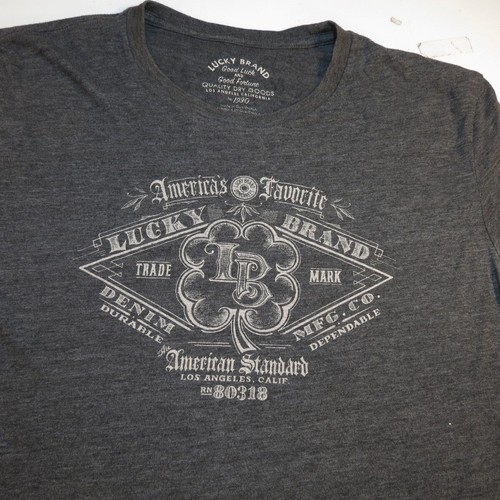 LUCKY BRAND
Good Luck
AND
Good Fortune
QUALITY DRY GOODS
LOS ANGELES CALIFORNIA
1990
America's Favorite
LUCKY BRAND
TRADE LB MARK
DENIM MFG. CO.
DURABLE DEPENDABLE
American Standard
LOS ANGELES, CALIF.
RN 80318